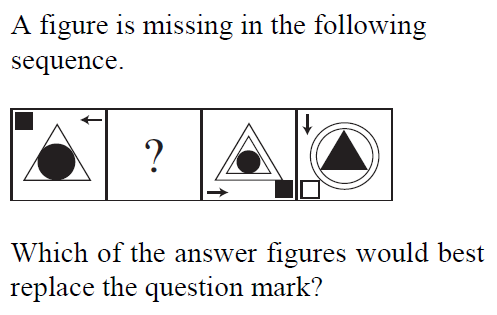 A figure is missing in the following
sequence.
?
Which of the answer figures would best
replace the question mark?